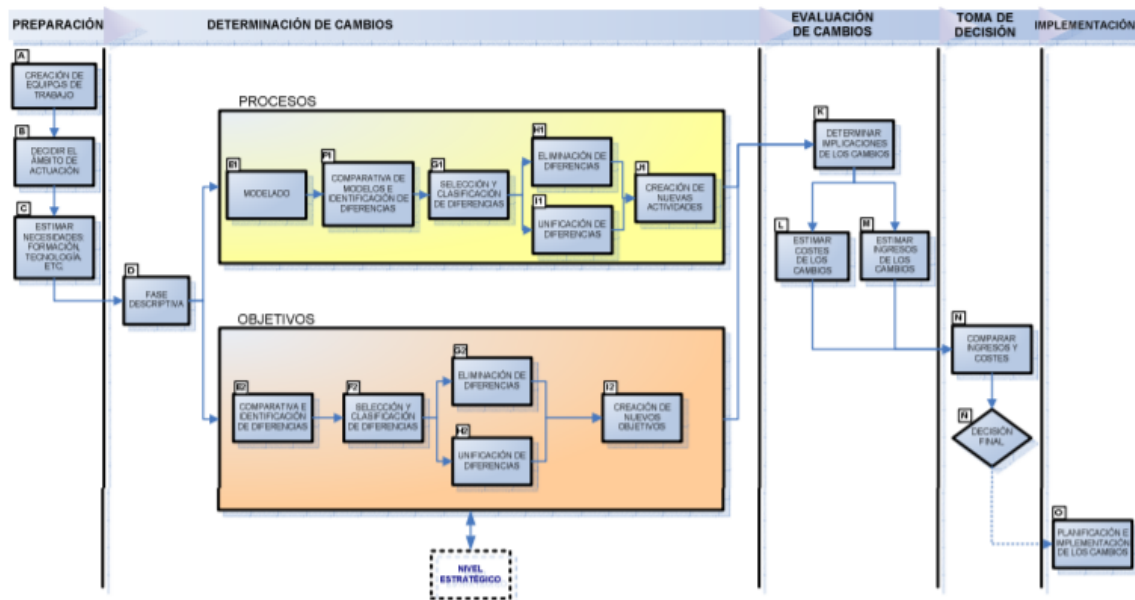 PREPARACIÓN
DETERMINACIÓN DE CAMBIOS
EVALUACIÓN
DE CAMBIOS
TOMA DE
DECISIÓN
IMPLEMENTACIÓN
A
CREACIÓN DE
EQUIPOS DE
TRABAJO
B
DECIDIR EL
ÁMBITO DE
ACTUACIÓN
C
ESTIMAR
NECESIDADES:
FORMACIÓN,
TECNOLOGÍA,
ETC.
D
FASE
DESCRIPTIVA
PROCESOS
E1
MODELADO
F1
COMPARATIVA DE
MODELOS E
IDENTIFICACIÓN DE
DIFERENCIAS
G1
SELECCIÓN Y
CLASIFICACIÓN
DE DIFERENCIAS
H1
ELIMINACIÓN DE
DIFERENCIAS
I1
UNIFICACIÓN DE
DIFERENCIAS
J1
CREACIÓN DE
NUEVAS
ACTIVIDADES
OBJETIVOS
E2
COMPARATIVA E
IDENTIFICACIÓN
DE DIFERENCIAS
F2
SELECCIÓN Y
CLASIFICACIÓN
DE DIFERENCIAS
G2
ELIMINACIÓN DE
DIFERENCIAS
H2
UNIFICACIÓN DE
DIFERENCIAS
I2
CREACIÓN DE
NUEVOS
OBJETIVOS
NIVEL
ESTRATÉGICO
K
DETERMINAR
IMPLICACIONES
DE LOS CAMBIOS
L
ESTIMAR
COSTES
DE LOS
CAMBIOS
M
ESTIMAR
INGRESOS
DE LOS
CAMBIOS
N
COMPARAR
INGRESOS Y
COSTES
Ñ
DECISIÓN
FINAL
O
PLANIFICACIÓN E
IMPLEMENTACIÓN
DE LOS CAMBIOS